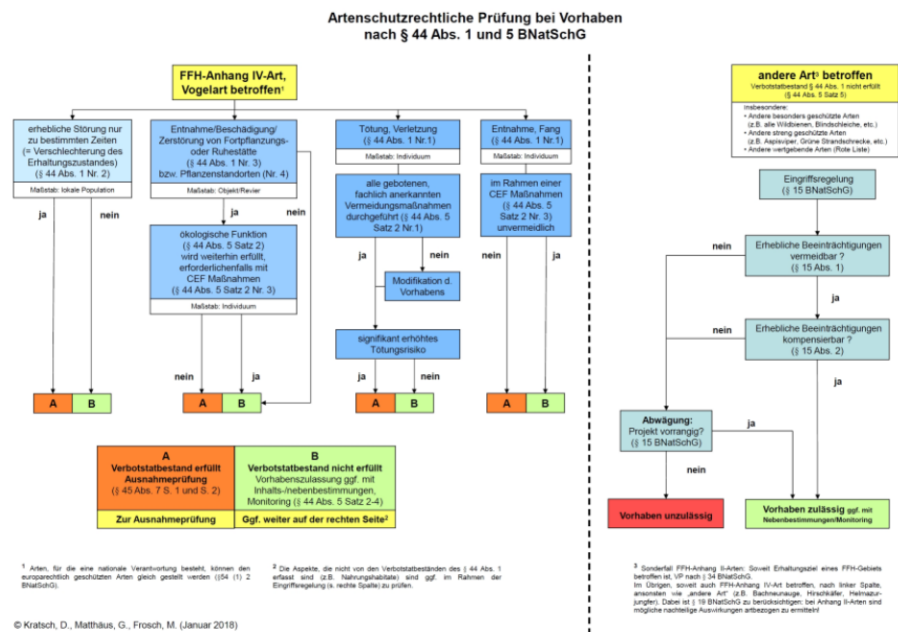 Artenschutzrechtliche Prüfung bei Vorhaben
nach § 44 Abs. 1 und 5 BNatSchG
FFH-Anhang IV-Art,
Vogelart betroffen¹
erhebliche Störung nur
zu bestimmten Zeiten
(= Verschlechterung des
Erhaltungszustandes)
(§ 44 Abs. 1 Nr. 2)
Maßstab: lokale Population
ja
nein
A
B
Entnahme/Beschädigung/
Zerstörung von Fortpflanzungs-
oder Ruhestätte
(§ 44 Abs. 1 Nr. 3)
bzw. Pflanzenstandorten (Nr. 4)
Maßstab: Objekt/Revier
ja
nein
ökologische Funktion
(§ 44 Abs. 5 Satz 2)
wird weiterhin erfüllt,
erforderlichenfalls mit
CEF Maßnahmen
(§ 44 Abs. 5 Satz 2 Nr. 3)
Maßstab: Individuum
nein
ja
A
B
Tötung, Verletzung
(§ 44 Abs. 1 Nr.1)
Maßstab: Individuum
alle gebotenen,
fachlich anerkannten
Vermeidungsmaßnahmen
durchgeführt (§ 44 Abs. 5
Satz 2 Nr.1)
ja
nein
Modifikation d.
Vorhabens
signifikant erhöhtes
Tötungsrisiko
ja
nein
A
B
Entnahme, Fang
(§ 44 Abs. 1 Nr.1)
Maßstab: Individuum
im Rahmen einer
CEF Maßnahmen
(§ 44 Abs. 5
Satz 2 Nr. 3)
unvermeidlich
nein
ja
A
B
A
Verbotstatbestand erfüllt
Ausnahmeprüfung
(§ 45 Abs. 7 S. 1 und S. 2)
Zur Ausnahmeprüfung
B
Verbotstatbestand nicht erfüllt
Vorhabenszulassung ggf. mit
Inhalts-/nebenbestimmungen,
Monitoring (§ 44 Abs. 5 Satz 2-4)
Ggf. weiter auf der rechten Seite²
¹ Arten, für die eine nationale Verantwortung besteht, können den
europarechtlich geschützten Arten gleich gestellt werden (§54 (1) 2
BNatSchG).
² Die Aspekte, die nicht von den Verbotstatbeständen des § 44 Abs. 1
erfasst sind (z.B. Nahrungshabitate) sind ggf. im Rahmen der
Eingriffsregelung (s. rechte Spalte) zu prüfen.
© Kratsch, D., Matthäus, G., Frosch, M. (Januar 2018)
andere Art³ betroffen
Verbotstatbestand § 44 Abs. 1 nicht erfüllt
(§ 44 Abs. 5 Satz 5)
insbesondere:
• Andere besonders geschützte Arten
(z.B. alle Wildbienen, Blindschleiche, etc.)
• Andere streng geschützte Arten
(z.B. Aspisviper, Grüne Strandschrecke, etc.)
• Andere wertgebende Arten (Rote Liste)
Eingriffsregelung
(§ 15 BNatSchG)
Erhebliche Beeinträchtigungen
vermeidbar ?
(§ 15 Abs. 1)
nein
ja
Erhebliche Beeinträchtigungen
kompensierbar ?
(§ 15 Abs. 2)
nein
ja
Abwägung:
Projekt vorrangig?
(§ 15 BNatSchG)
ja
nein
Vorhaben unzulässig
Vorhaben zulässig ggf. mit
Nebenbestimmungen/Monitoring
³ Sonderfall FFH-Anhang II-Arten: Soweit Erhaltungsziel eines FFH-Gebiets
betroffen ist, VP nach § 34 BNatSchG.
Im Übrigen, soweit auch FFH-Anhang IV-Art betroffen, nach linker Spalte,
ansonsten wie „andere Art" (z.B. Bachneunauge, Hirschkäfer, Helmazur-
jungfer). Dabei ist § 19 BNatSchG zu berücksichtigen: bei Anhang II-Arten sind
mögliche nachteilige Auswirkungen artbezogen zu ermitteln!